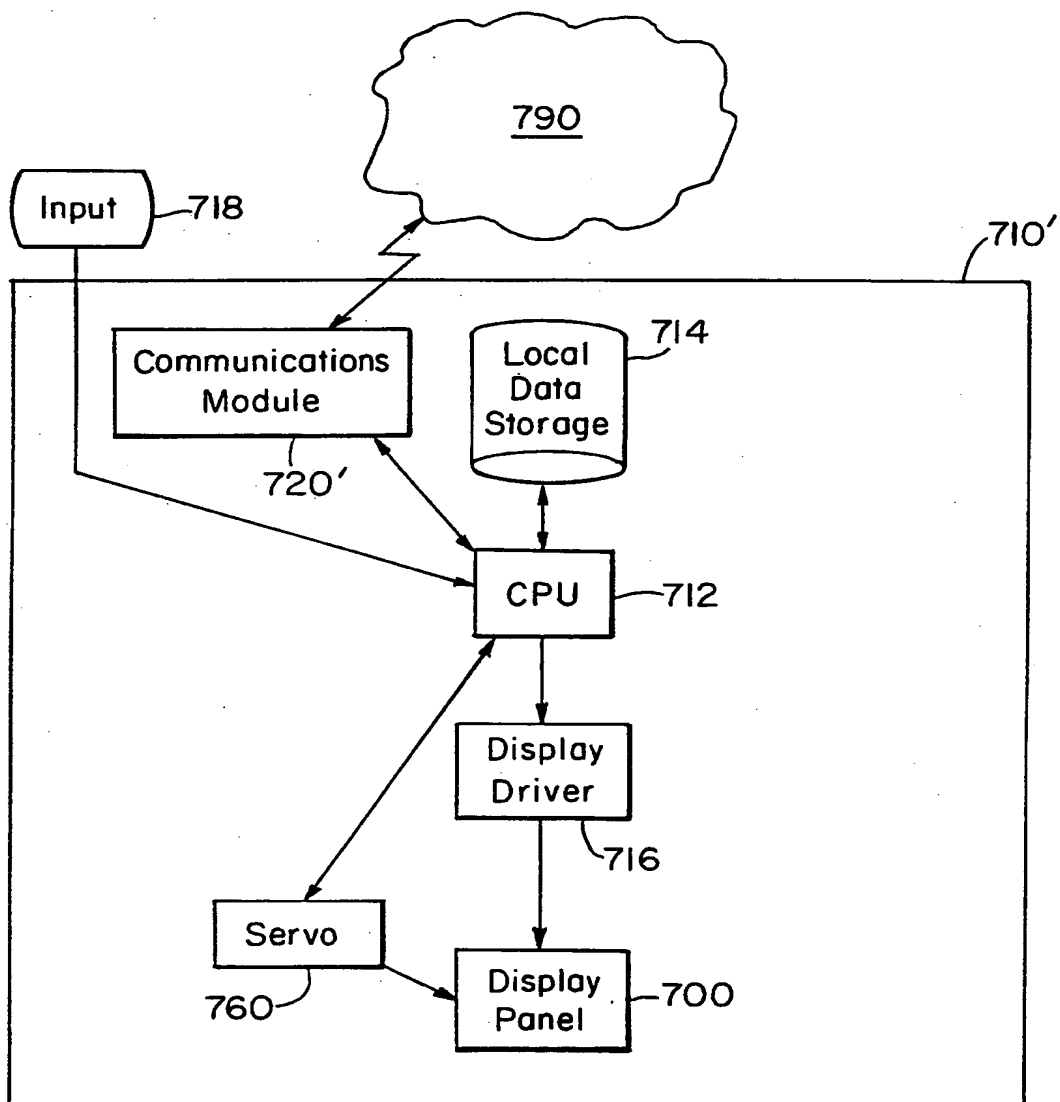 790
Input
718
710'
Communications
Module
720'
Local
Data
Storage
714
CPU
712
Display
Driver
716
Servo
760
Display
Panel
700